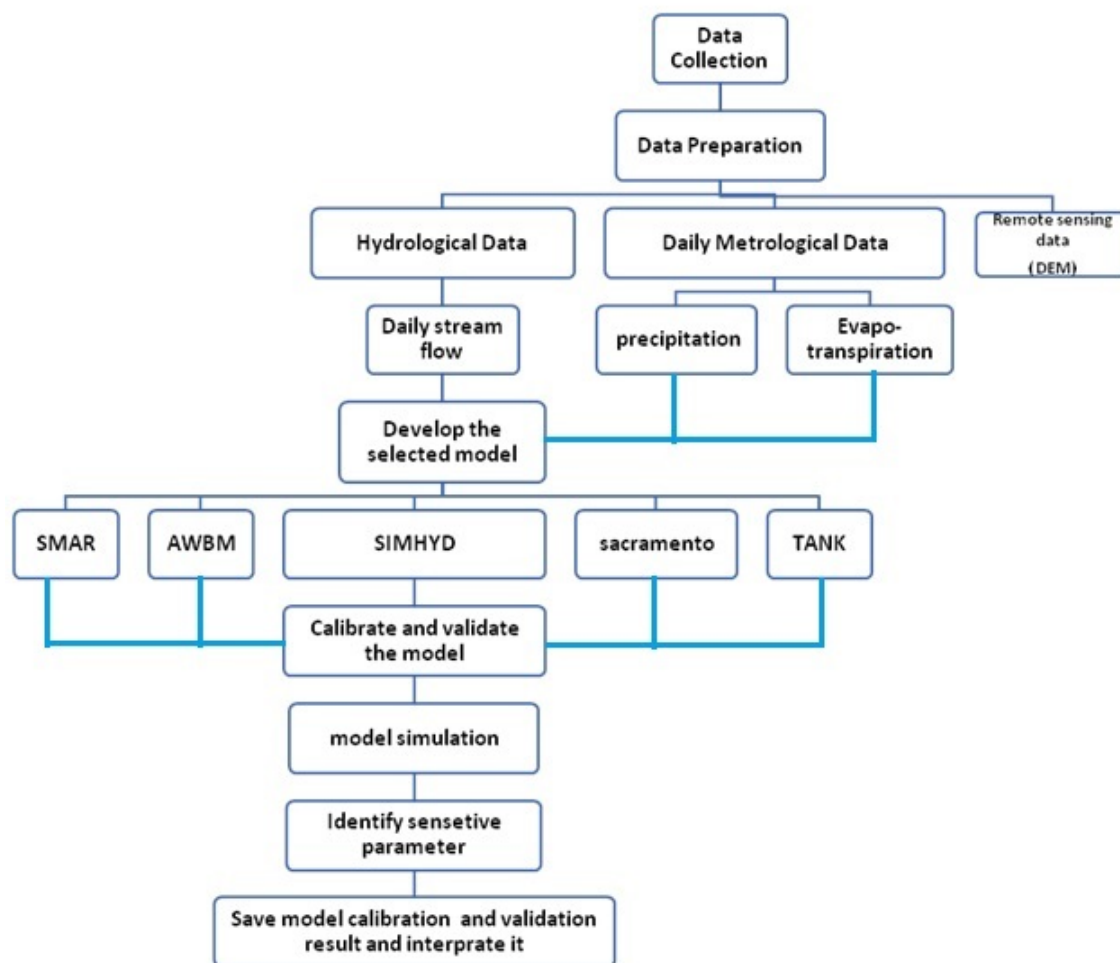 Data
Collection
Data Preparation
Hydrological Data
Daily Metrological Data
Remote sensing
data
(DEM)
Daily stream
flow
precipitation
Evapo-
transpiration
Develop the
selected model
SMAR
AWBM
SIMHYD
sacramento
TANK
Calibrate and validate
the model
model simulation
Identify sensetive
parameter
Save model calibration and validation
result and interprate it